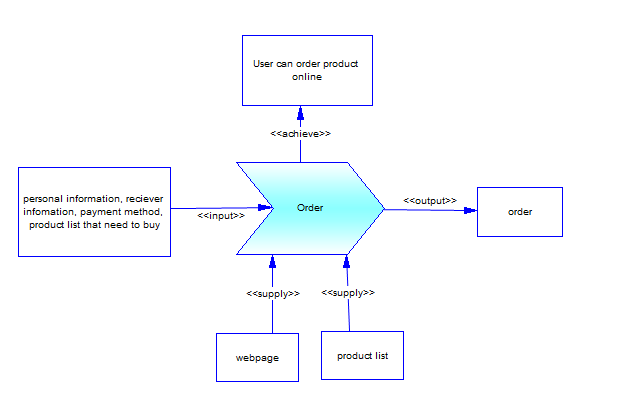 User can order product
online
<<achieve>>
personal information, reciever
infomation, payment method,
product list that need to buy
<<input>>
Order
<<output>>
order
<<supply>>
<<supply>>
webpage
product list